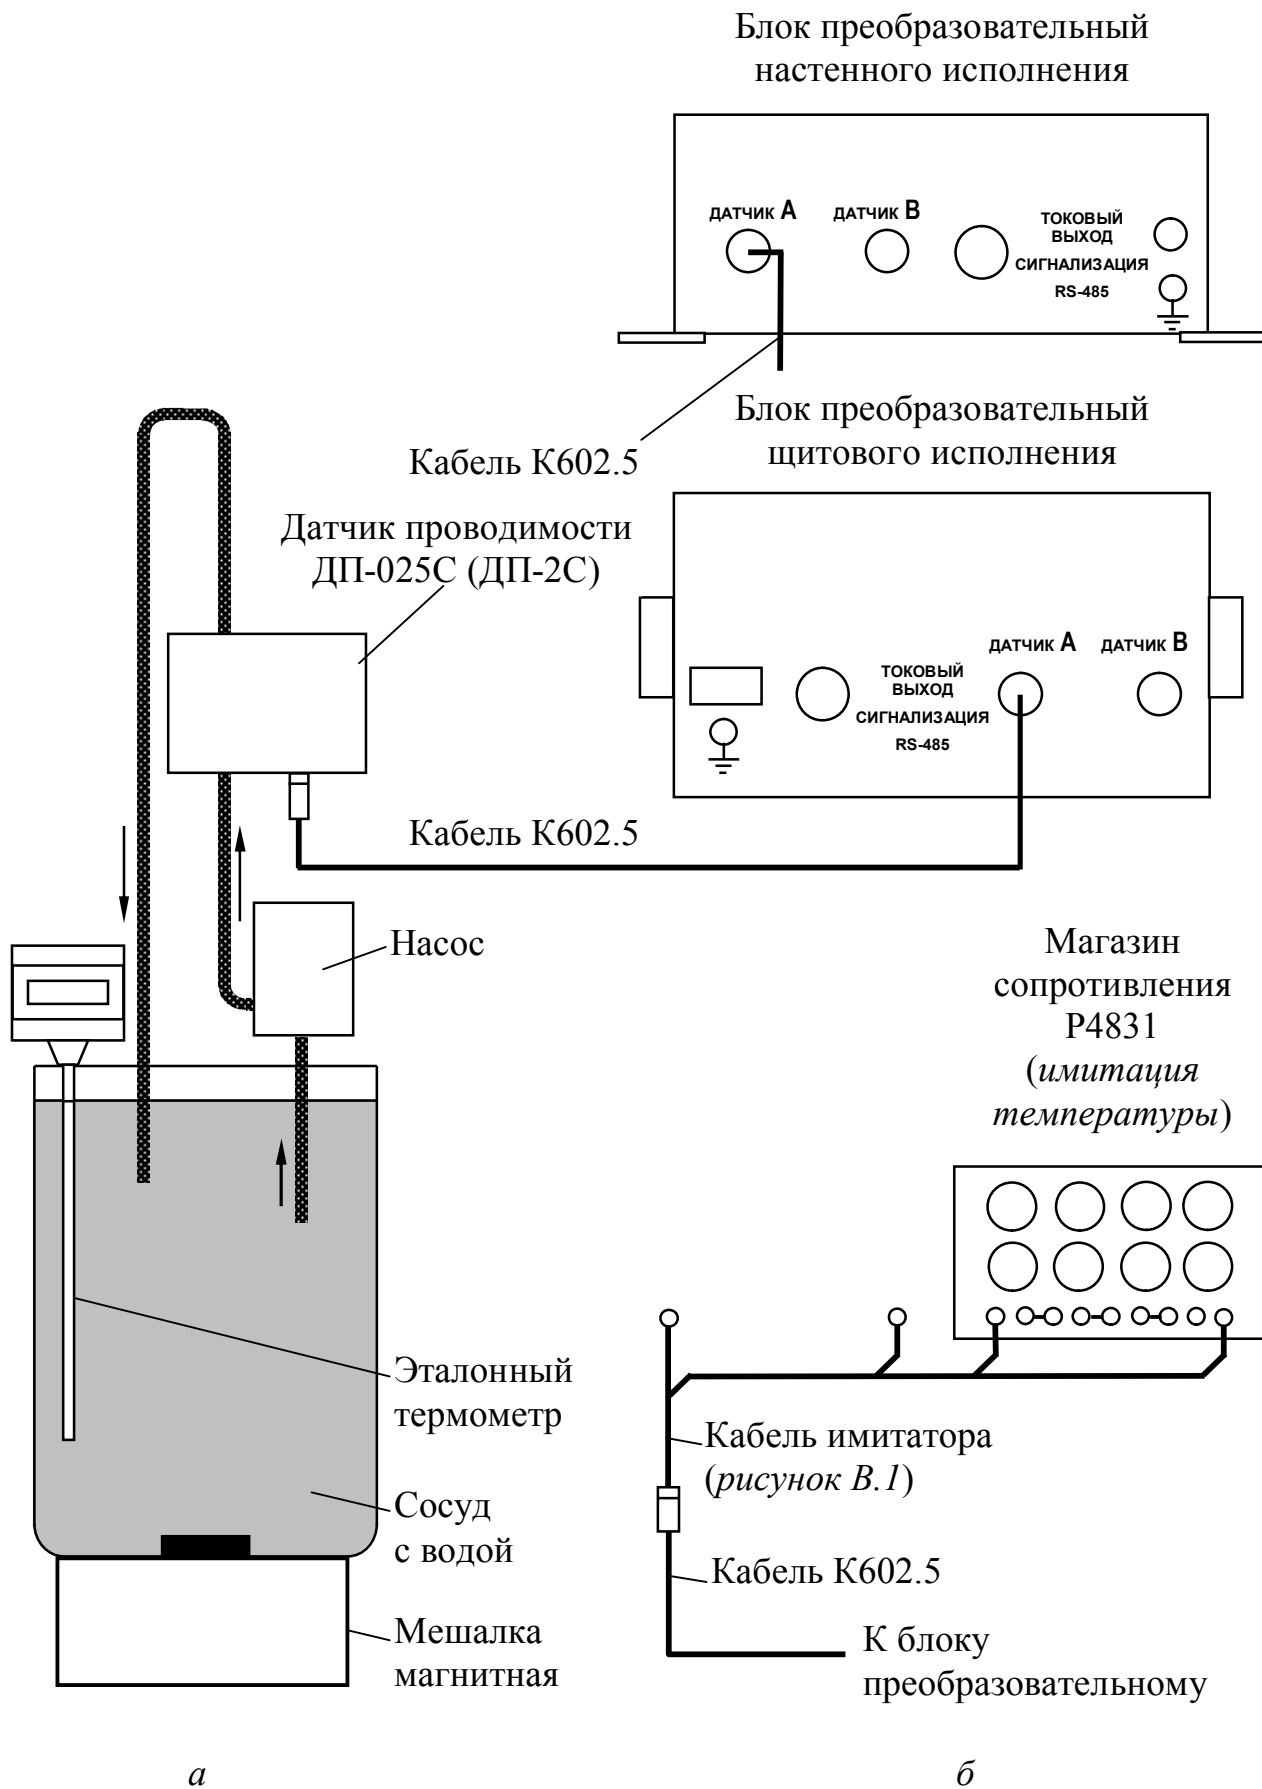 Блок преобразовательный
настенного исполнения
ДАТЧИК А
ДАТЧИК В
ТОКОВЫЙ
ВЫХОД
СИГНАЛИЗАЦИЯ
RS-485
Кабель К602.5
Блок преобразовательный
щитового исполнения
Датчик проводимости
ДП-025С (ДП-2С)
ТОКОВЫЙ
ВЫХОД
СИГНАЛИЗАЦИЯ
RS-485
ДАТЧИК А
ДАТЧИК В
Кабель К602.5
Насос
Магазин
сопротивления
Р4831
(имитация
температуры)
Эталонный
термометр
Кабель имитатора
(рисунок В.1)
Сосуд
с водой
Кабель К602.5
Мешалка
магнитная
К блоку
преобразовательному
а
б